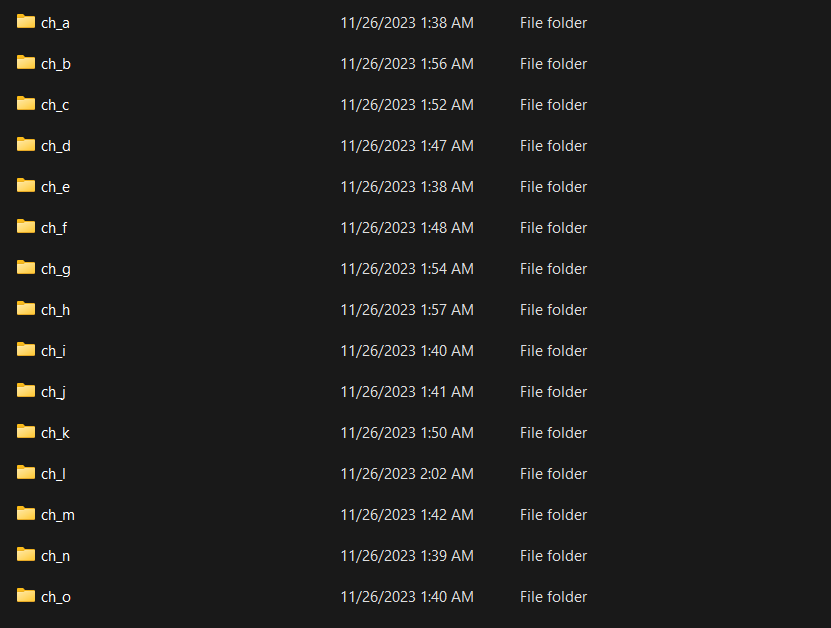 ch_a 11/26/2023 1:38 AM File folder
ch_b 11/26/2023 1:56 AM File folder
ch_c 11/26/2023 1:52 AM File folder
ch_d 11/26/2023 1:47 AM File folder
ch_e 11/26/2023 1:38 AM File folder
ch_f 11/26/2023 1:48 AM File folder
ch_g 11/26/2023 1:54 AM File folder
ch_h 11/26/2023 1:57 AM File folder
ch_i 11/26/2023 1:40 AM File folder
ch_j 11/26/2023 1:41 AM File folder
ch_k 11/26/2023 1:50 AM File folder
ch_l 11/26/2023 2:02 AM File folder
ch_m 11/26/2023 1:42 AM File folder
ch_n 11/26/2023 1:39 AM File folder
ch_o 11/26/2023 1:40 AM File folder